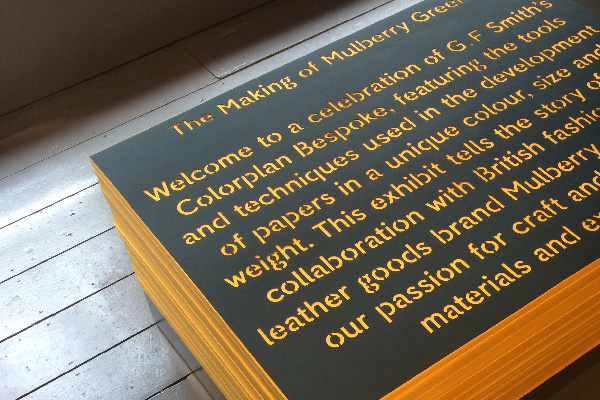 The Making of Mulberry Green
Welcome to a celebration of G.F Smith's
Colorplan Bespoke, featuring the tools
and techniques used in the development
of papers in a unique colour, size and
weight. This exhibit tells the story of
collaboration with British
leather goods brand Mulberry
our passion for craft and
materials and